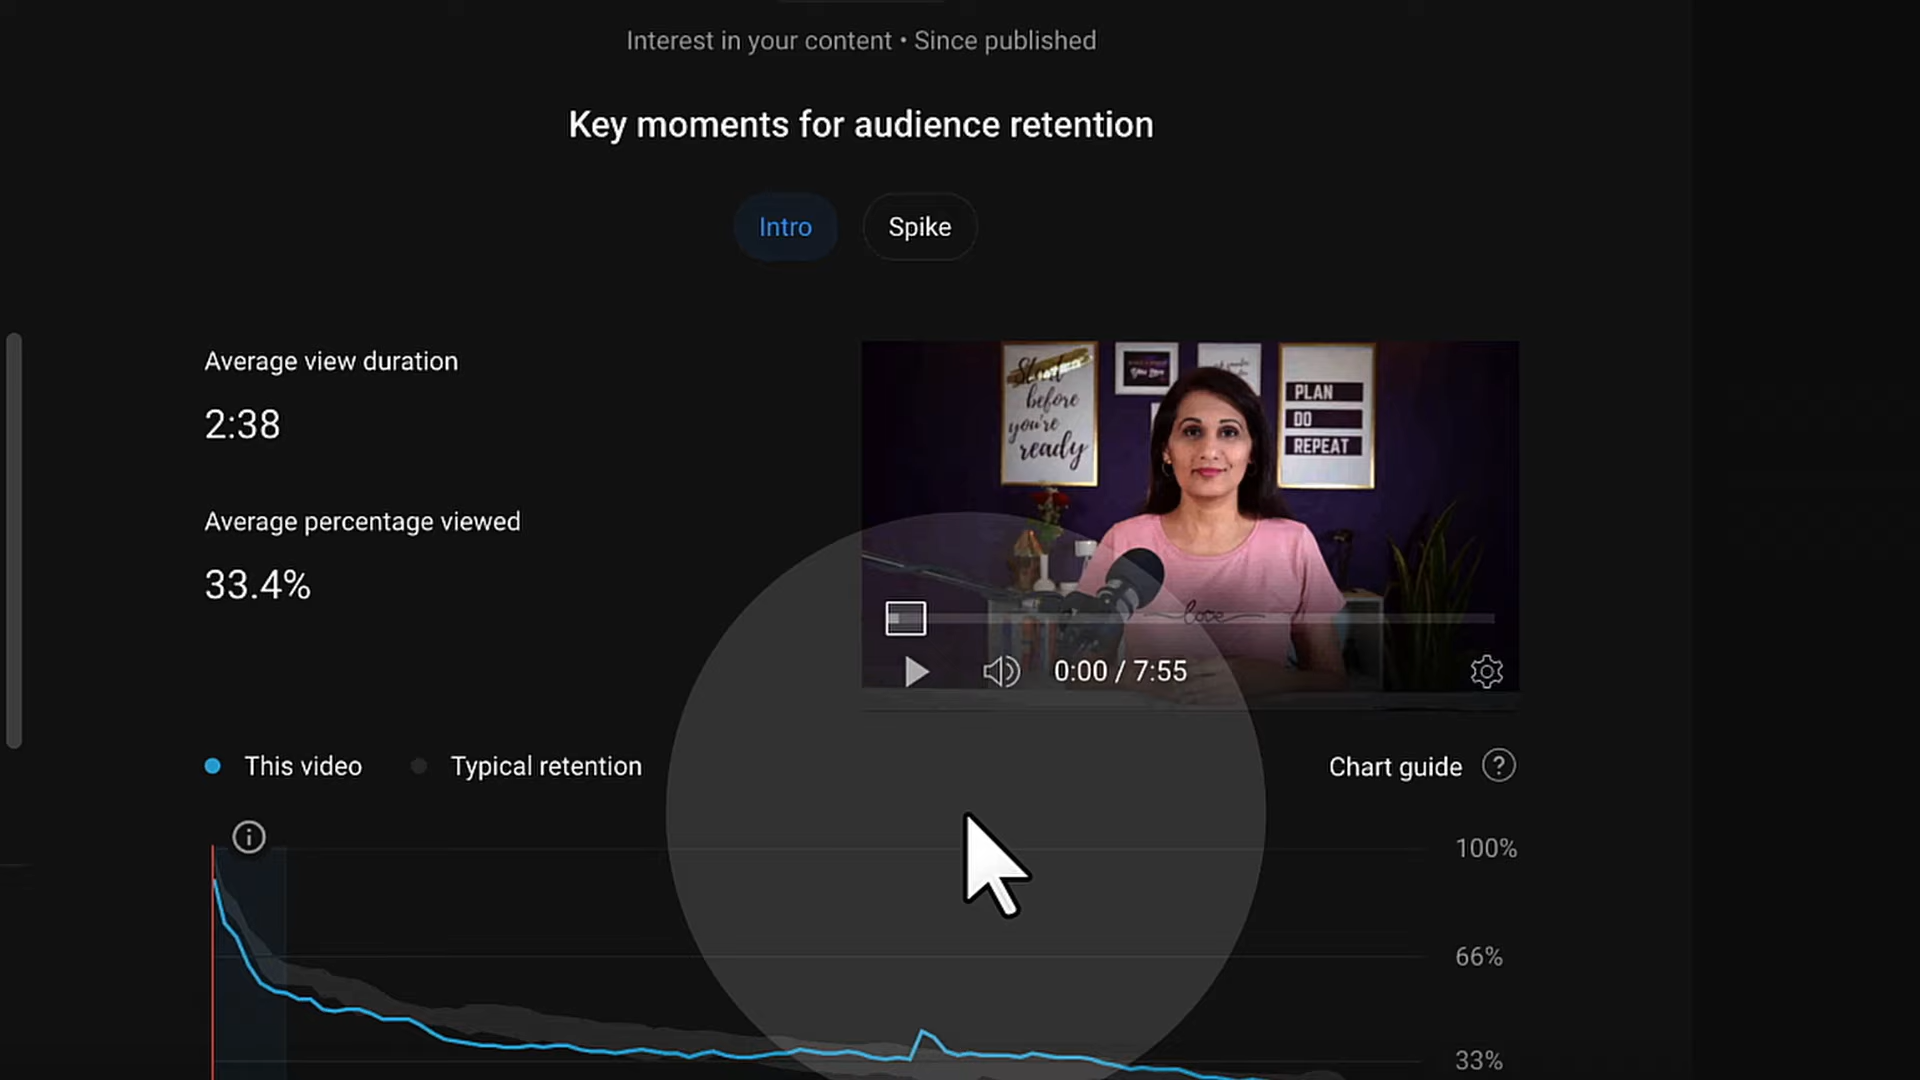 Interest in your content • Since published
Key moments for audience retention
Intro
Spike
Average view duration
2:38
Average percentage viewed
33.4%
Start
before
you're
ready
PLAN
DO
REPEAT
love
0:00 / 7:55
This video
Typical retention
Chart guide ?
100%
66%
33%